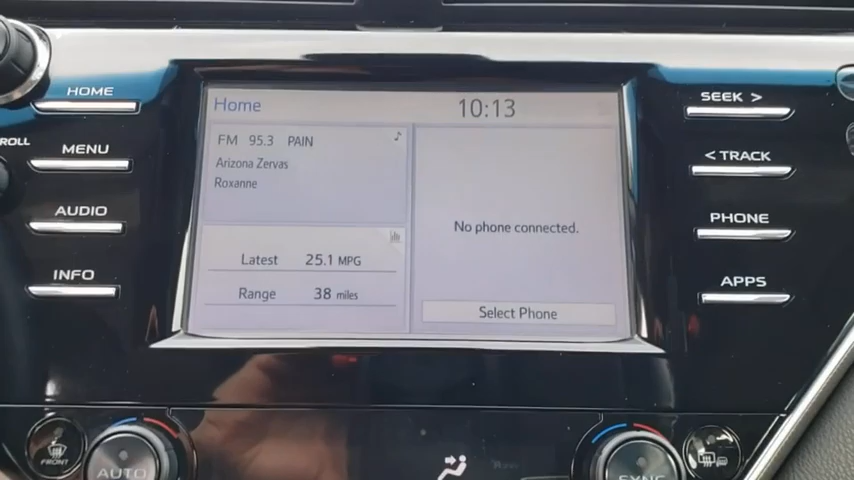 HOME
MENU
AUDIO
INFO
ROLL
Home
10:13
FM 95.3 PAIN
Arizona Zervas
Roxanne
Latest 25.1 MPG
Range 38 miles
No phone connected.
Select Phone
SEEK >
< TRACK
PHONE
APPS
FRONT
AUTO
SYNC